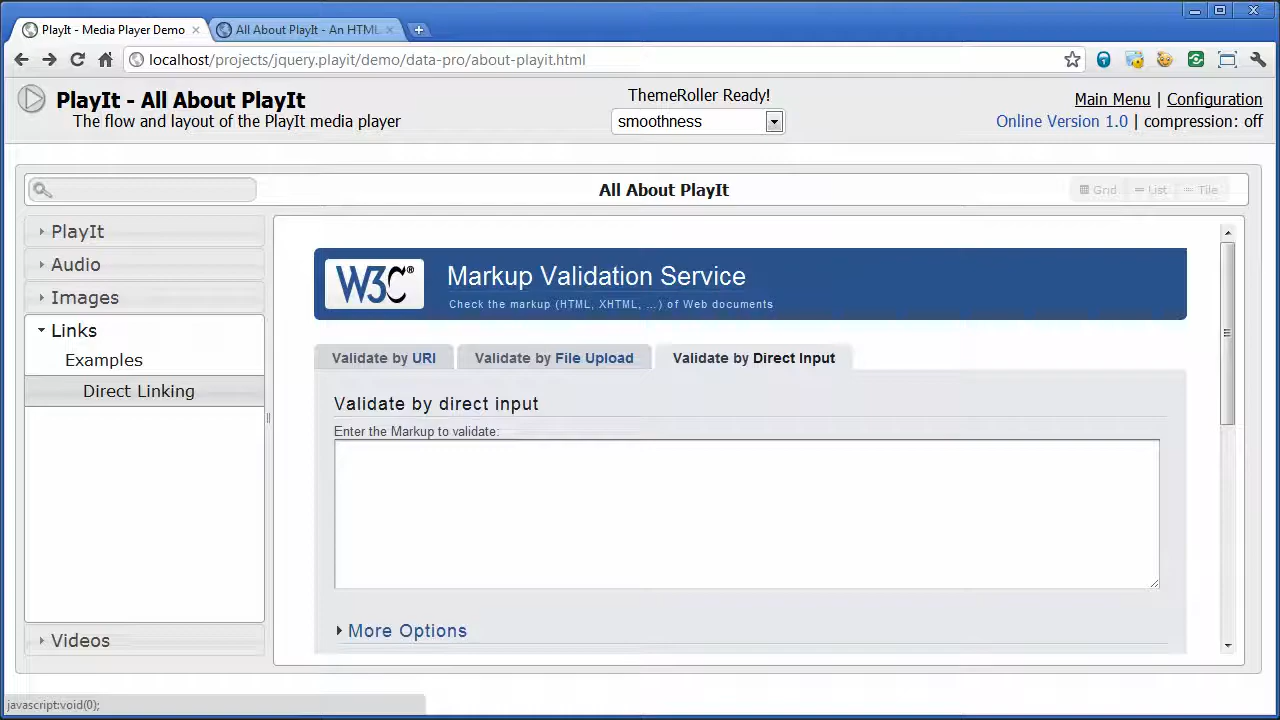 PlayIt - Media Player Demo
All About PlayIt - An HTML
localhost/projects/jquery.playit/demo/data-pro/about-playit.html
PlayIt - All About PlayIt
The flow and layout of the PlayIt media player
ThemeRoller Ready!
smoothness
Main Menu | Configuration
Online Version 1.0 | compression: off
All About PlayIt
Grid
List
Tile
PlayIt
Audio
Images
Links
Examples
Direct Linking
Videos
W3C®
Markup Validation Service
Check the markup (HTML, XHTML, …) of Web documents
Validate by URI
Validate by File Upload
Validate by Direct Input
Validate by direct input
Enter the Markup to validate:
More Options
javascript:void(0);